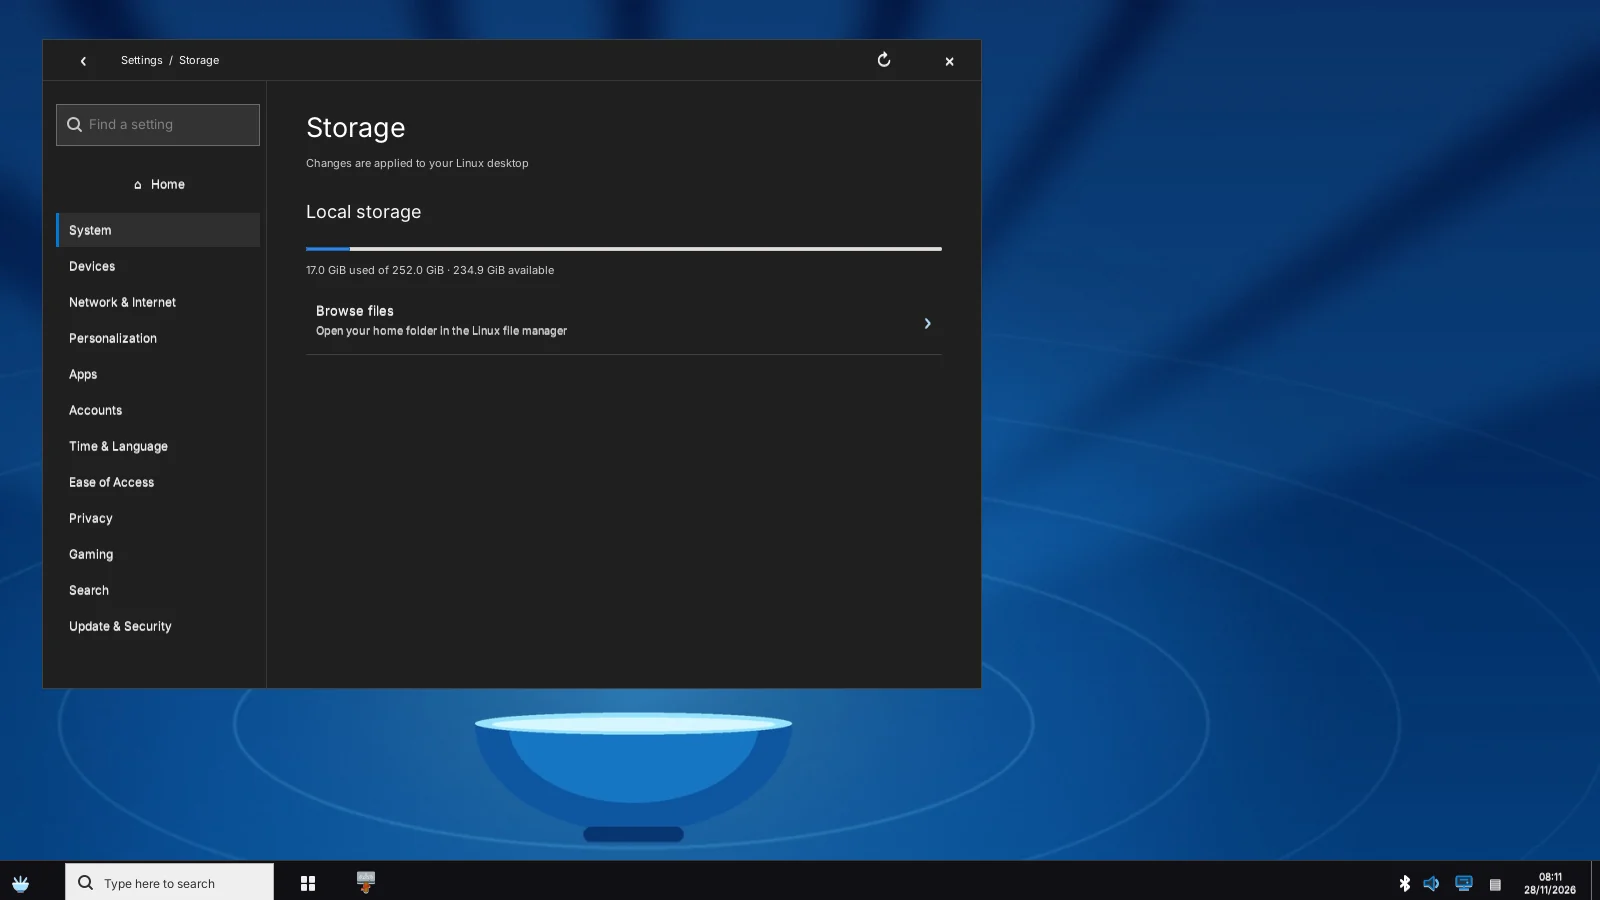 Settings / Storage
Find a setting
Home
System
Devices
Network & Internet
Personalization
Apps
Accounts
Time & Language
Ease of Access
Privacy
Gaming
Search
Update & Security
Storage
Changes are applied to your Linux desktop
Local storage
17.0 GiB used of 252.0 GiB · 234.9 GiB available
Browse files
Open your home folder in the Linux file manager
Type here to search
08:11
28/11/2026